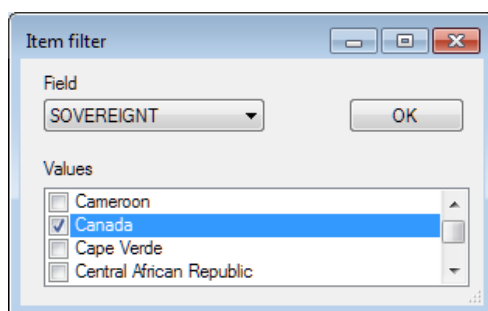 Item filter
Field
SOVEREIGNT
OK
Values
Cameroon
Canada
Cape Verde
Central African Republic